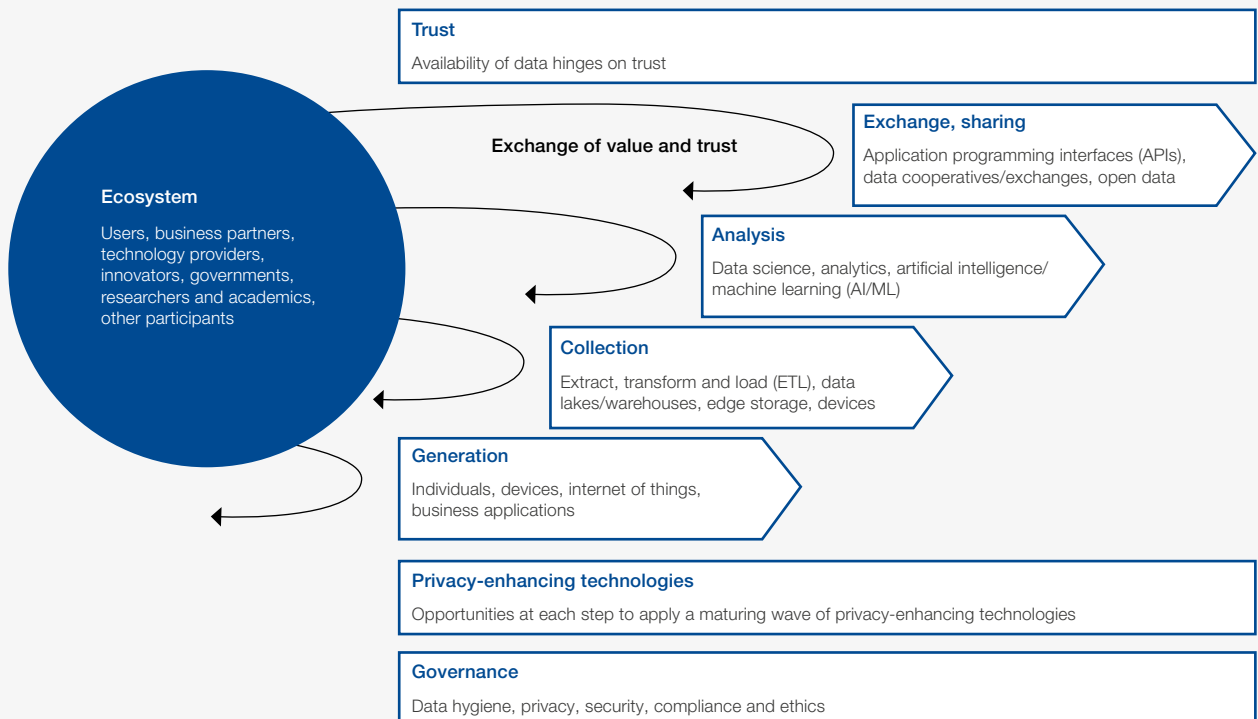 Trust
Availability of data hinges on trust
Exchange of value and trust
Exchange, sharing
Application programming interfaces (APIs),
data cooperatives/exchanges, open data
Ecosystem
Users, business partners,
technology providers,
innovators, governments,
researchers and academics,
other participants
Analysis
Data science, analytics, artificial intelligence/
machine learning (AI/ML)
Collection
Extract, transform and load (ETL), data
lakes/warehouses, edge storage, devices
Generation
Individuals, devices, internet of things,
business applications
Privacy-enhancing technologies
Opportunities at each step to apply a maturing wave of privacy-enhancing technologies
Governance
Data hygiene, privacy, security, compliance and ethics